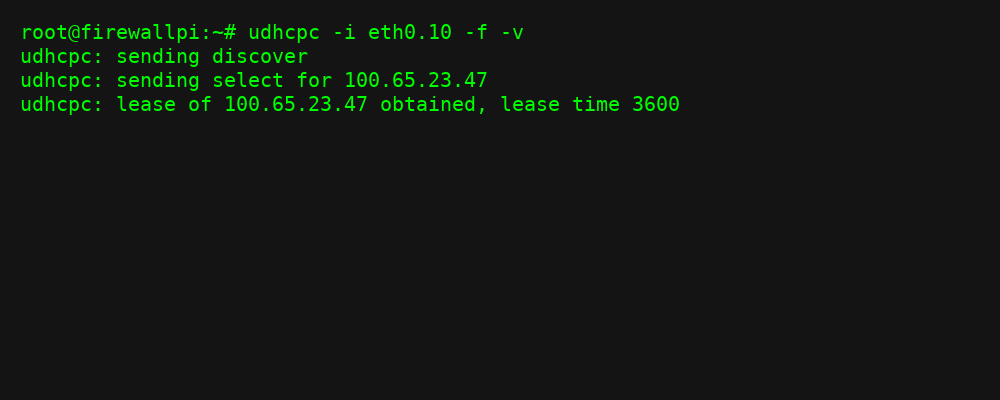 root@firewallpi:~# udhcpc -i eth0.10 -f -v
udhcpc: sending discover
udhcpc: sending select for 100.65.23.47
udhcpc: lease of 100.65.23.47 obtained, lease time 3600